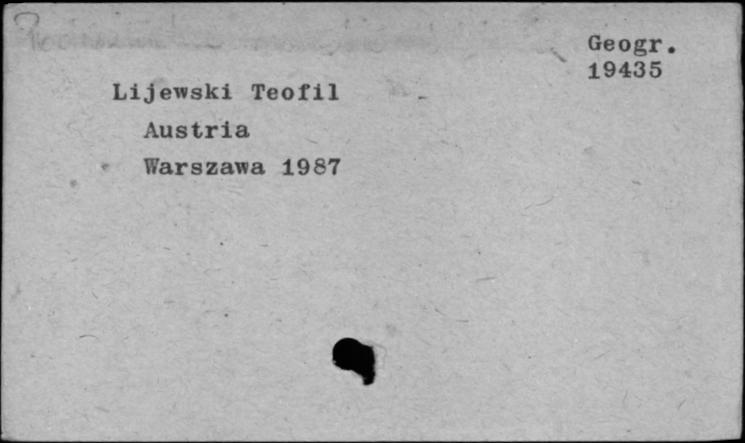 Geogr.
19435
Lijewski Teofil
Austria
Warszawa 1987